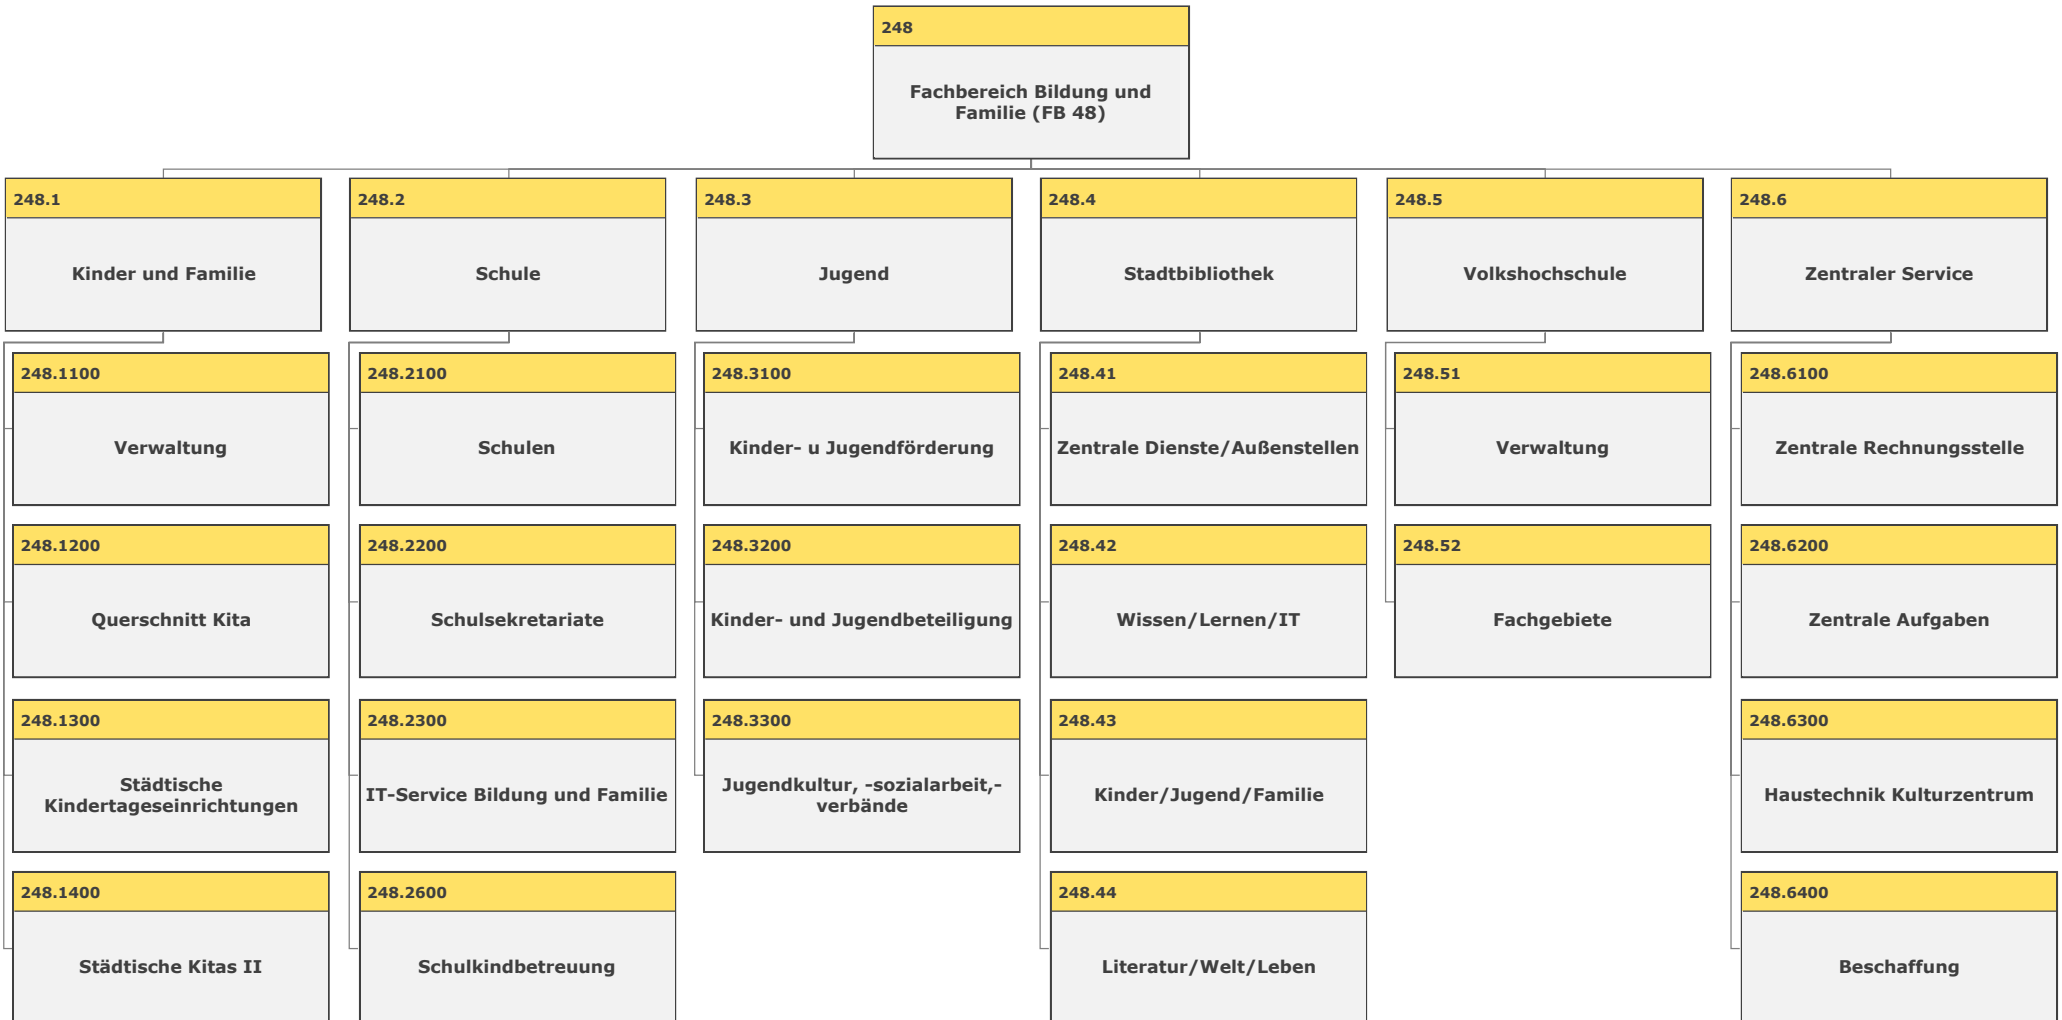 248
Fachbereich Bildung und
Familie (FB 48)
248.1
Kinder und Familie
248.2
Schule
248.3
Jugend
248.4
Stadtbibliothek
248.5
Volkshochschule
248.6
Zentraler Service
248.1100
Verwaltung
248.2100
Schulen
248.3100
Kinder- u Jugendförderung
248.41
Zentrale Dienste/Außenstellen
248.51
Verwaltung
248.6100
Zentrale Rechnungsstelle
248.1200
Querschnitt Kita
248.2200
Schulsekretariate
248.3200
Kinder- und Jugendbeteiligung
248.42
Wissen/Lernen/IT
248.52
Fachgebiete
248.6200
Zentrale Aufgaben
248.1300
Städtische
Kindertageseinrichtungen
248.2300
IT-Service Bildung und Familie
248.3300
Jugendkultur, -sozialarbeit,-
verbände
248.43
Kinder/Jugend/Familie
248.6300
Haustechnik Kulturzentrum
248.1400
Städtische Kitas II
248.2600
Schulkindbetreuung
248.44
Literatur/Welt/Leben
248.6400
Beschaffung